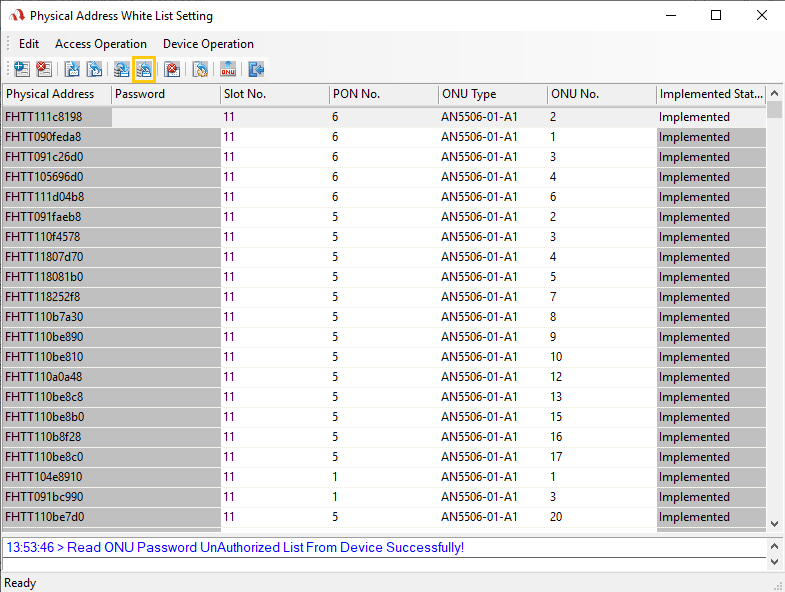 Physical Address White List Setting
Edit Access Operation Device Operation
ONU
Physical Address Password Slot No. PON No. ONU Type ONU No. Implemented Stat...
FHTT111c8198 11 6 AN5506-01-A1 2 Implemented
FHTT090feda8 11 6 AN5506-01-A1 1 Implemented
FHTT091c26d0 11 6 AN5506-01-A1 3 Implemented
FHTT105696d0 11 6 AN5506-01-A1 4 Implemented
FHTT111d04b8 11 6 AN5506-01-A1 6 Implemented
FHTT091faeb8 11 5 AN5506-01-A1 2 Implemented
FHTT110f4578 11 5 AN5506-01-A1 3 Implemented
FHTT11807d70 11 5 AN5506-01-A1 4 Implemented
FHTT118081b0 11 5 AN5506-01-A1 5 Implemented
FHTT118252f8 11 5 AN5506-01-A1 7 Implemented
FHTT110b7a30 11 5 AN5506-01-A1 8 Implemented
FHTT110be890 11 5 AN5506-01-A1 9 Implemented
FHTT110be810 11 5 AN5506-01-A1 10 Implemented
FHTT110a0a48 11 5 AN5506-01-A1 12 Implemented
FHTT110be8c8 11 5 AN5506-01-A1 13 Implemented
FHTT110be8b0 11 5 AN5506-01-A1 15 Implemented
FHTT110b8f28 11 5 AN5506-01-A1 16 Implemented
FHTT110be8c0 11 5 AN5506-01-A1 17 Implemented
FHTT104e8910 11 1 AN5506-01-A1 1 Implemented
FHTT091bc990 11 1 AN5506-01-A1 3 Implemented
FHTT110be7d0 11 5 AN5506-01-A1 20 Implemented
13:53:46 > Read ONU Password UnAuthorized List From Device Successfully!
Ready